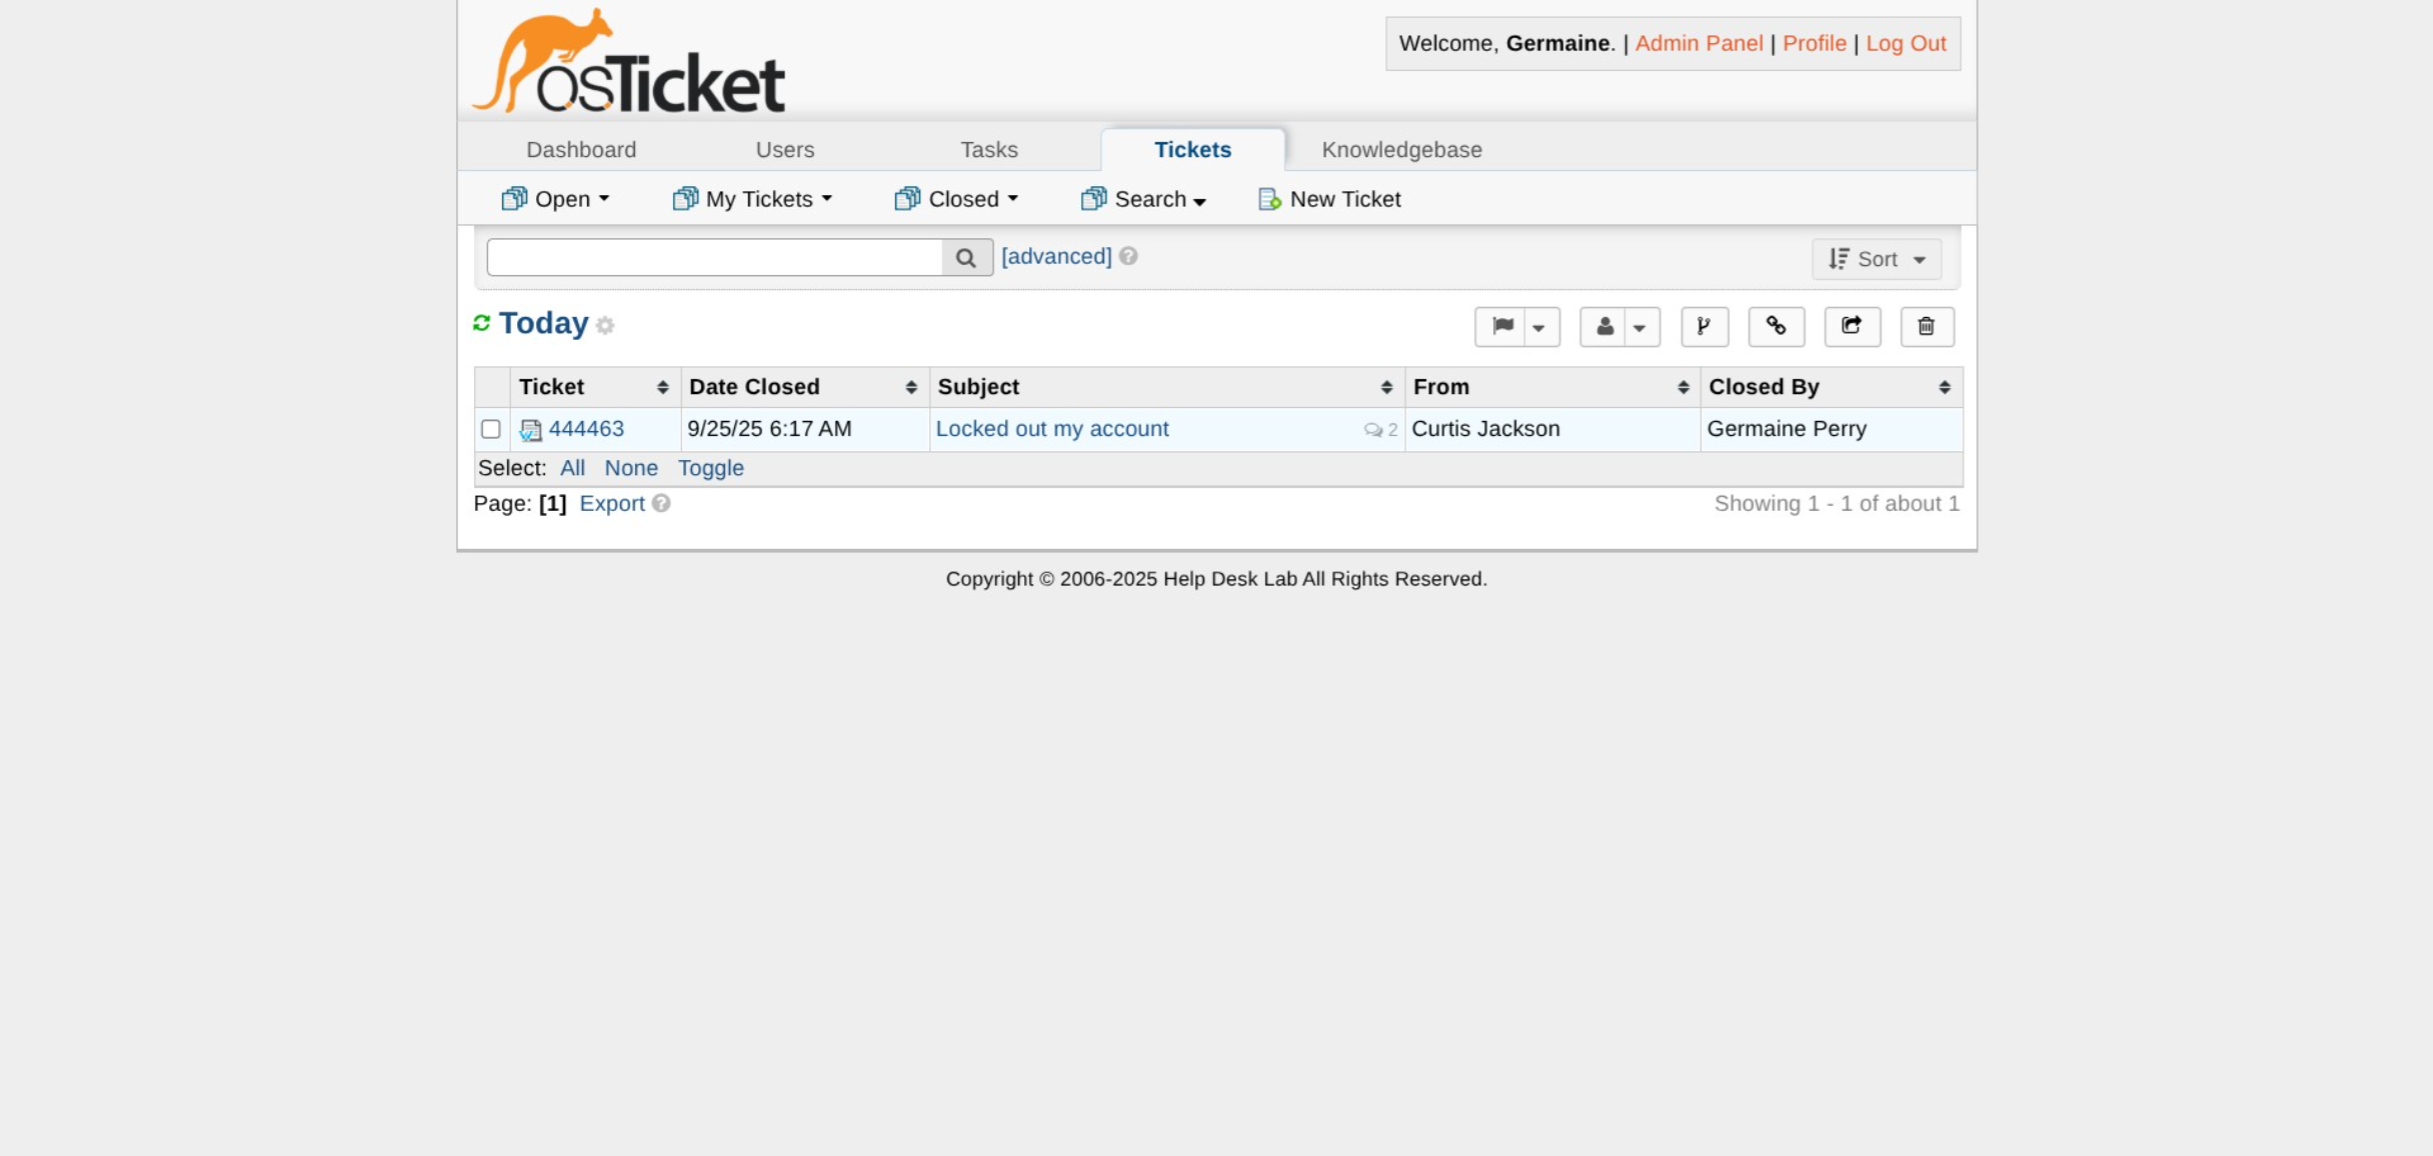 osTicket
Welcome, Germaine. | Admin Panel | Profile | Log Out
Dashboard Users Tasks Tickets Knowledgebase
Open My Tickets Closed Search New Ticket
[advanced] ? Sort
Today
Ticket Date Closed Subject From Closed By
444463 9/25/25 6:17 AM Locked out my account 2 Curtis Jackson Germaine Perry
Select: All None Toggle
Page: [1] Export ? Showing 1 - 1 of about 1
Copyright © 2006-2025 Help Desk Lab All Rights Reserved.